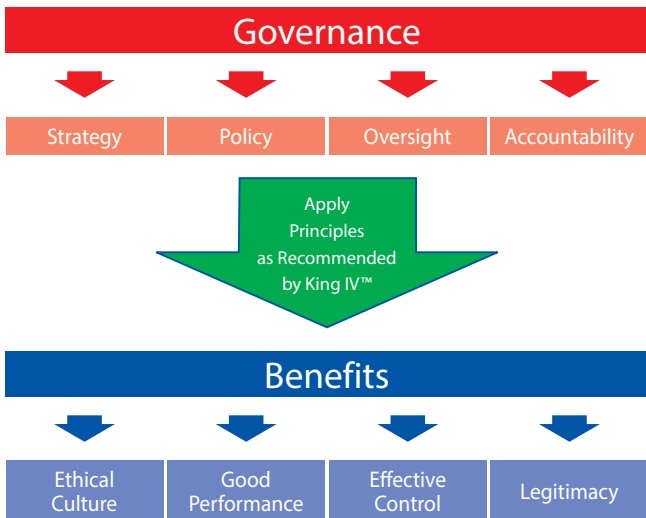 Governance
Strategy
Policy
Oversight
Accountability
Apply
Principles
as Recommended
by King IV™
Benefits
Ethical
Culture
Good
Performance
Effective
Control
Legitimacy